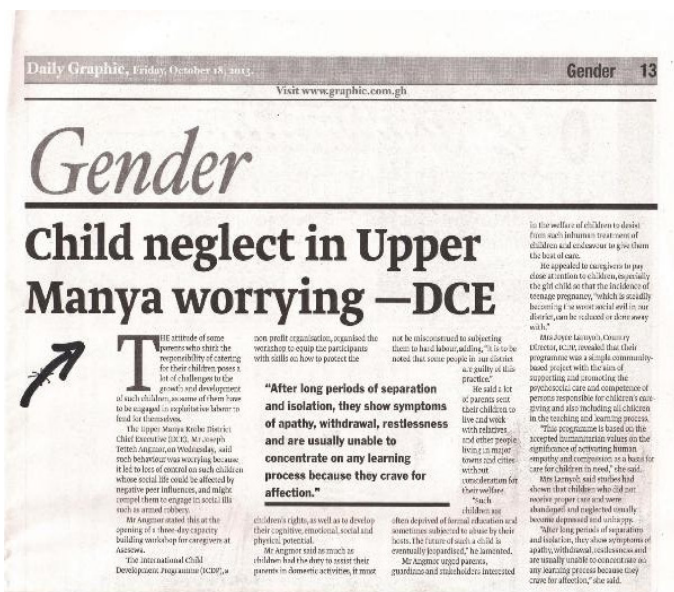 Daily Graphic, Friday, October 18, 2013.
Gender 13
Visit www.graphic.com.gh
Gender
Child neglect in Upper
Manya worrying —DCE
THE attitude of some
parents who shirk the
responsibility of catering
for their children poses a
lot of challenges to the
growth and development
of such children, as some of them have
to be engaged in exploitative labour to
fend for themselves.
The Upper Manya Krobo District
Chief Executive (DCE), Mr Joseph
Tetteh Angmor, on Wednesday, said
such behaviour was worrying because
it led to loss of control on such children
whose social life could be affected by
negative peer influences, and might
compel them to engage in social ills
such as armed robbery.
Mr Angmor stated this at the
opening of a three-day capacity
building workshop for caregivers at
Asesewa.
The International Child
Development Programme (ICDP), a
non profit organisation, organised the
workshop to equip the participants
with skills on how to protect the
"After long periods of separation
and isolation, they show symptoms
of apathy, withdrawal, restlessness
and are usually unable to
concentrate on any learning
process because they crave for
affection."
children's rights, as well as to develop
their cognitive, emotional, social and
physical potential.
Mr Angmor said as much as
children had the duty to assist their
parents in domestic activities, it must
not be misconstrued to subjecting
them to hard labour, adding, "it is to be
noted that some people in our district
are guilty of this
practice."
He said a lot
of parents sent
their children to
live and work
with relatives
and other people
living in major
towns and cities
without
consideration for
their welfare.
"Such
children are
often deprived of formal education and
sometimes subjected to abuse by their
hosts. The future of such a child is
eventually jeopardised," he lamented.
Mr Angmor urged parents,
guardians and stakeholders interested
in the welfare of children to desist
from such inhuman treatment of
children and endeavour to give them
the best of care.
He appealed to caregivers to pay
close attention to children, especially
the girl child so that the incidence of
teenage pregnancy, "which is steadily
becoming the worst social evil in our
district, can be reduced or done away
with."
Mrs Joyce Larnyoh, Country
Director, ICDP, revealed that their
programme was a simple community-
based project with the aim of
supporting and promoting the
psychosocial care and competence of
persons responsible for children's care-
giving and also including all children
in the teaching and learning process.
"This programme is based on the
accepted humanitarian values on the
significance of activating human
empathy and compassion as a basis for
care for children in need," she said.
Mrs Larnyoh said studies had
shown that children who did not
receive proper care and were
abandoned and neglected usually
become depressed and unhappy.
"After long periods of separation
and isolation, they show symptoms of
apathy, withdrawal, restlessness and
are usually unable to concentrate on
any learning process because they
crave for affection," she said.